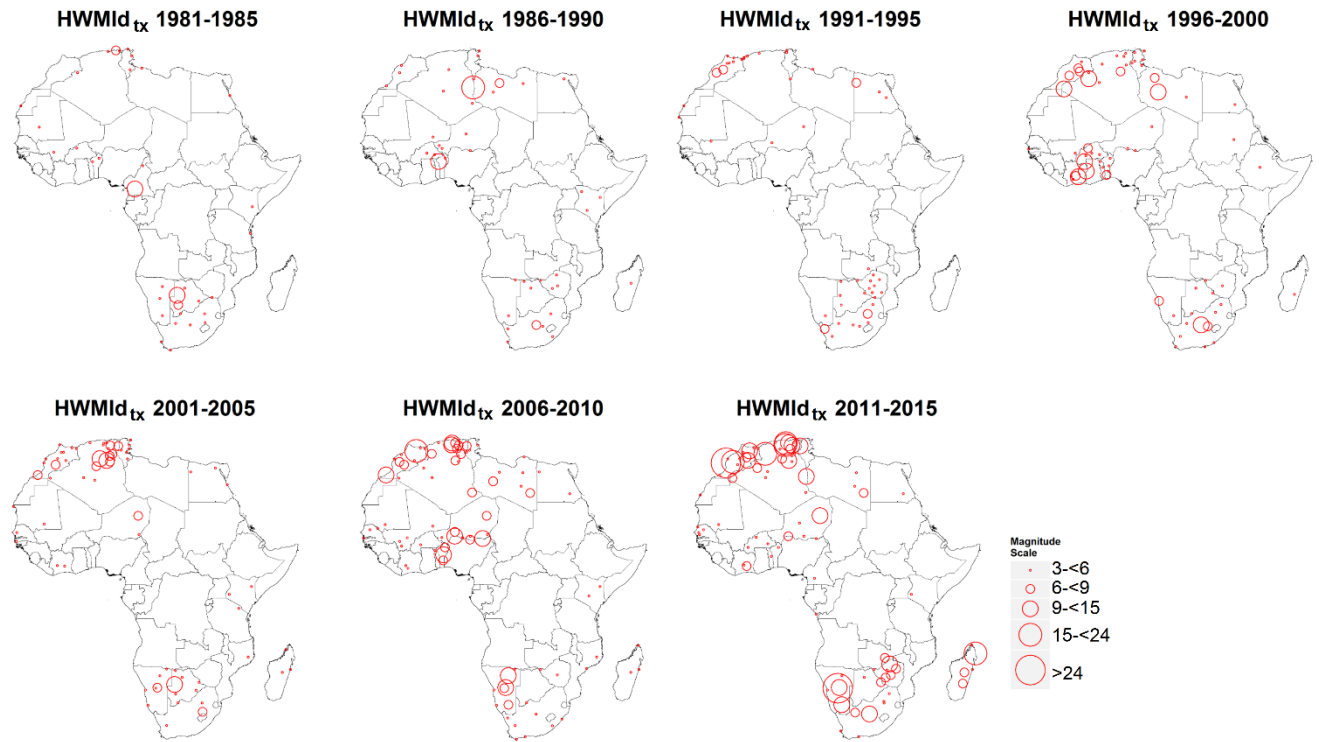 HWMId tx 1981-1985
HWMId tx 1986-1990
HWMId tx 1991-1995
HWMId tx 1996-2000
HWMId tx 2001-2005
HWMId tx 2006-2010
HWMId tx 2011-2015
Magnitude
Scale
3-<6
6-<9
9-<15
15-<24
>24